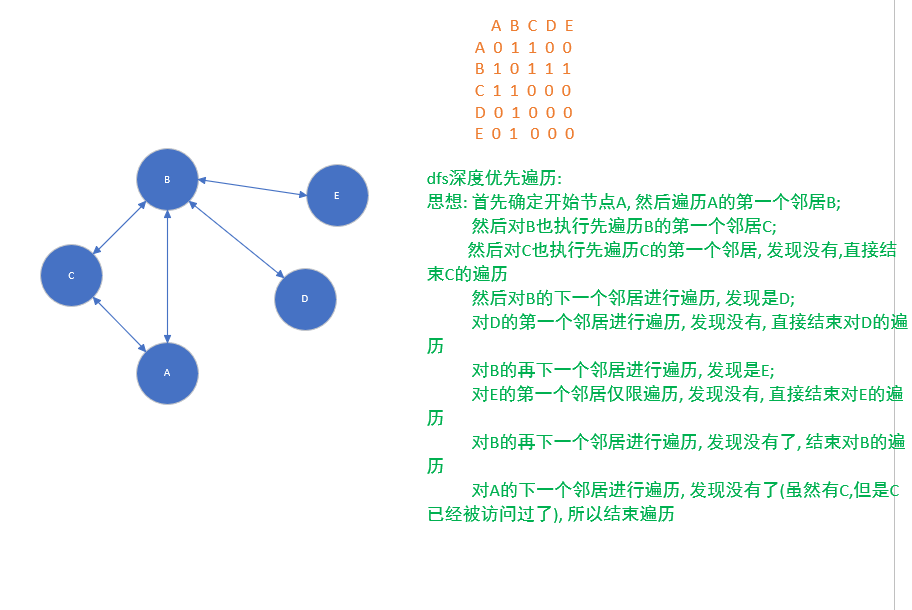 A B C D E
A 0 1 1 0 0
B 1 0 1 1 1
C 1 1 0 0 0
D 0 1 0 0 0
E 0 1 0 0 0
B
E
C
D
A
dfs深度优先遍历:
思想: 首先确定开始节点A, 然后遍历A的第一个邻居B;
然后对B也执行先遍历B的第一个邻居C;
然后对C也执行先遍历C的第一个邻居, 发现没有,直接结
束C的遍历
然后对B的下一个邻居进行遍历, 发现是D;
对D的第一个邻居进行遍历, 发现没有, 直接结束对D的遍
历
对B的再下一个邻居进行遍历, 发现是E;
对E的第一个邻居仅限遍历, 发现没有, 直接结束对E的遍
历
对B的再下一个邻居进行遍历, 发现没有了, 结束对B的遍
历
对A的下一个邻居进行遍历, 发现没有了(虽然有C,但是C
已经被访问过了), 所以结束遍历